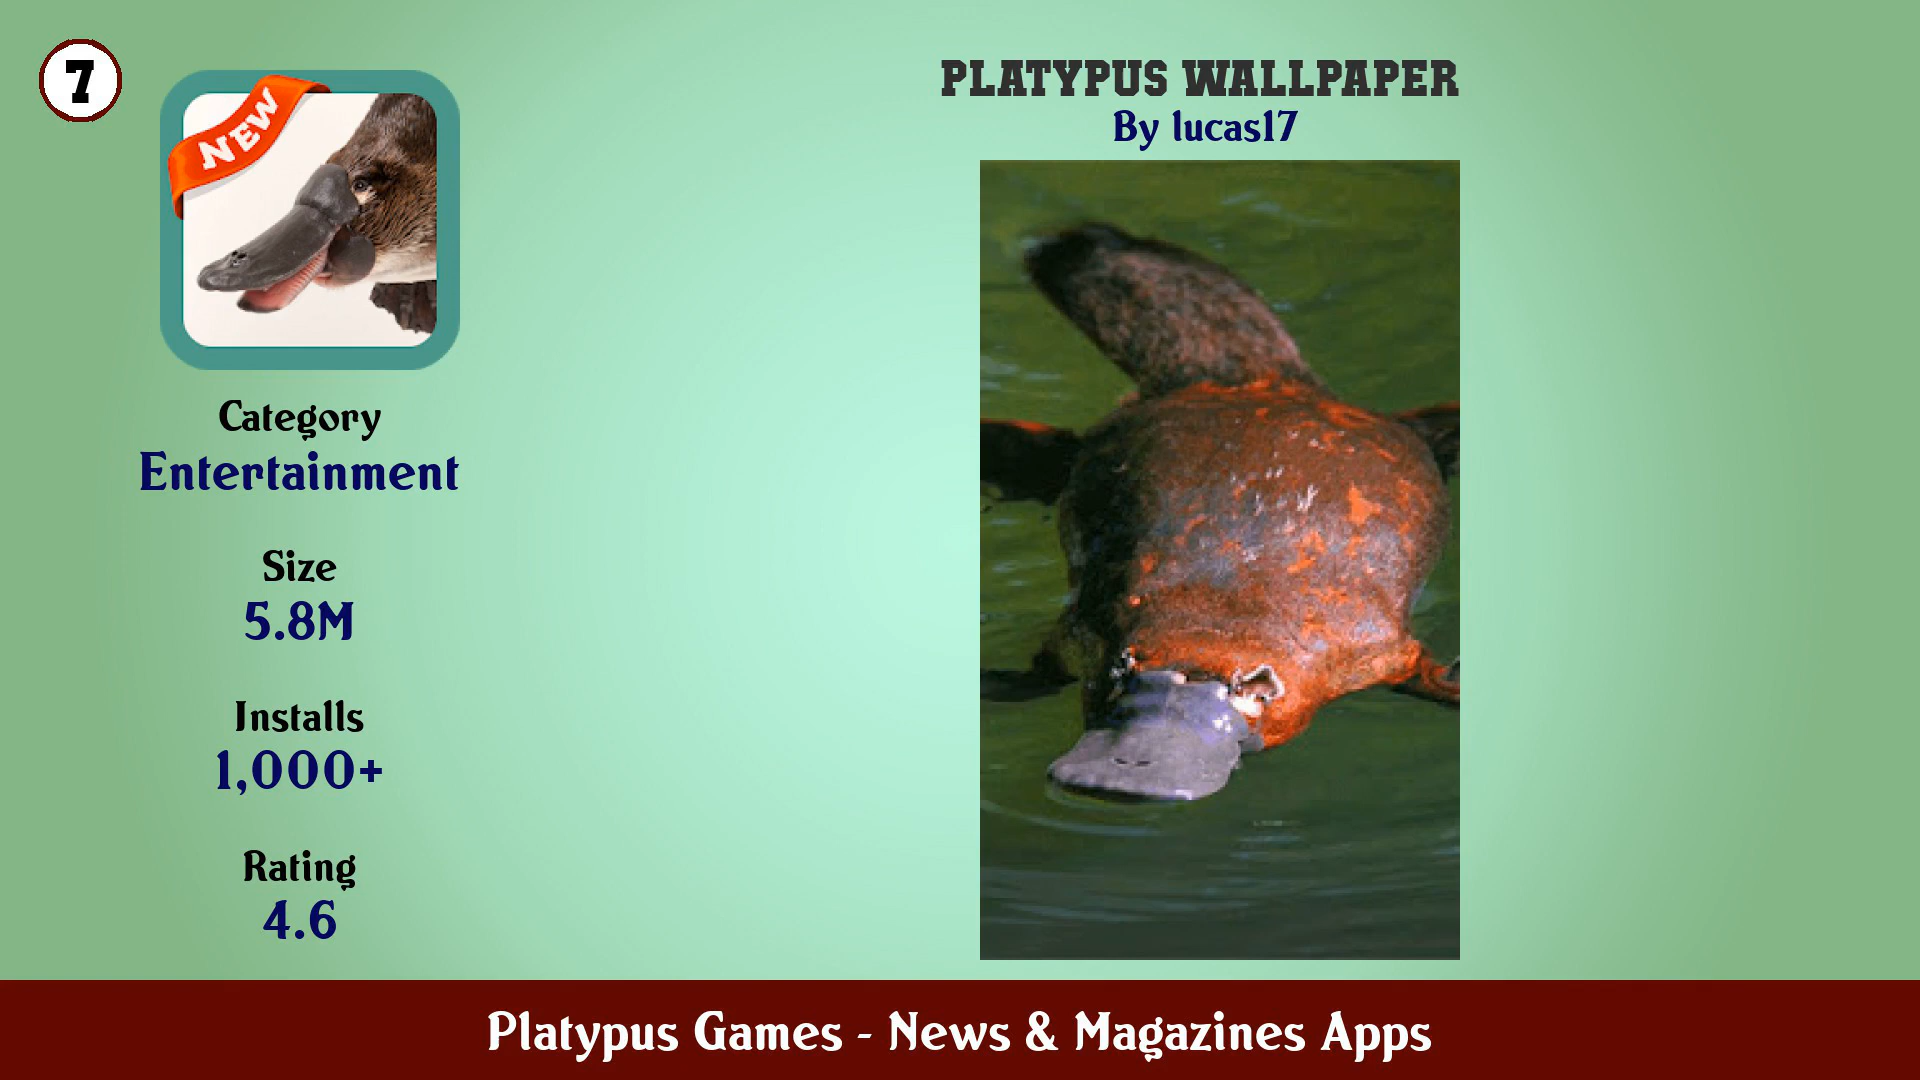 7
NEW
PLATYPUS WALLPAPER
By lucas17
Category
Entertainment
Size
5.8M
Installs
1,000+
Rating
4.6
Platypus Games - News & Magazines Apps